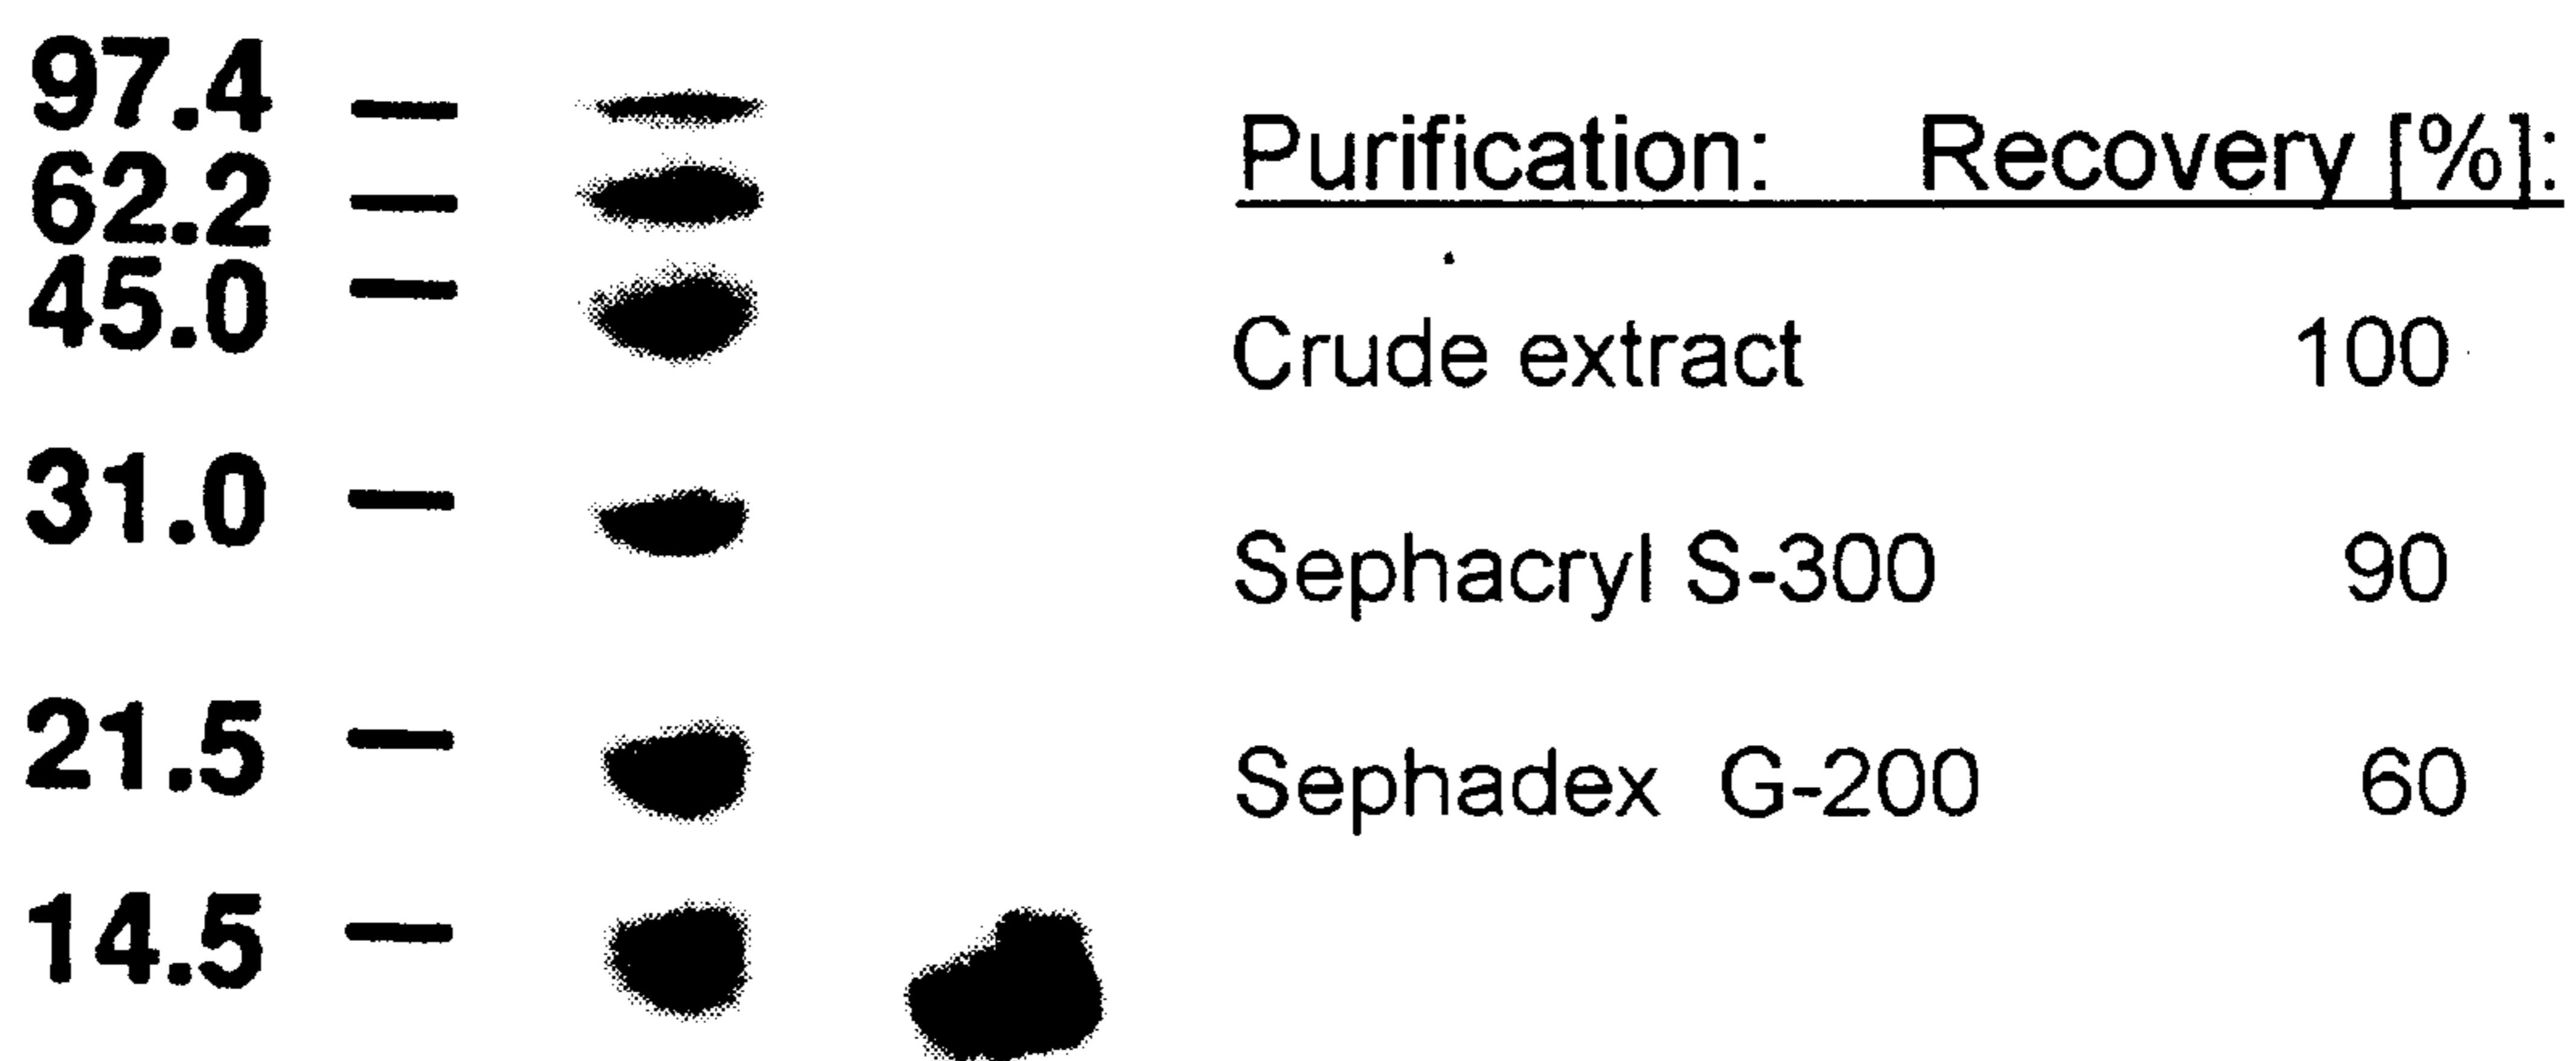 97.4
62.2
45.0
31.0
21.5
14.5
Purification: Recovery [%]:
Crude extract 100
Sephacryl S-300 90
Sephadex G-200 60